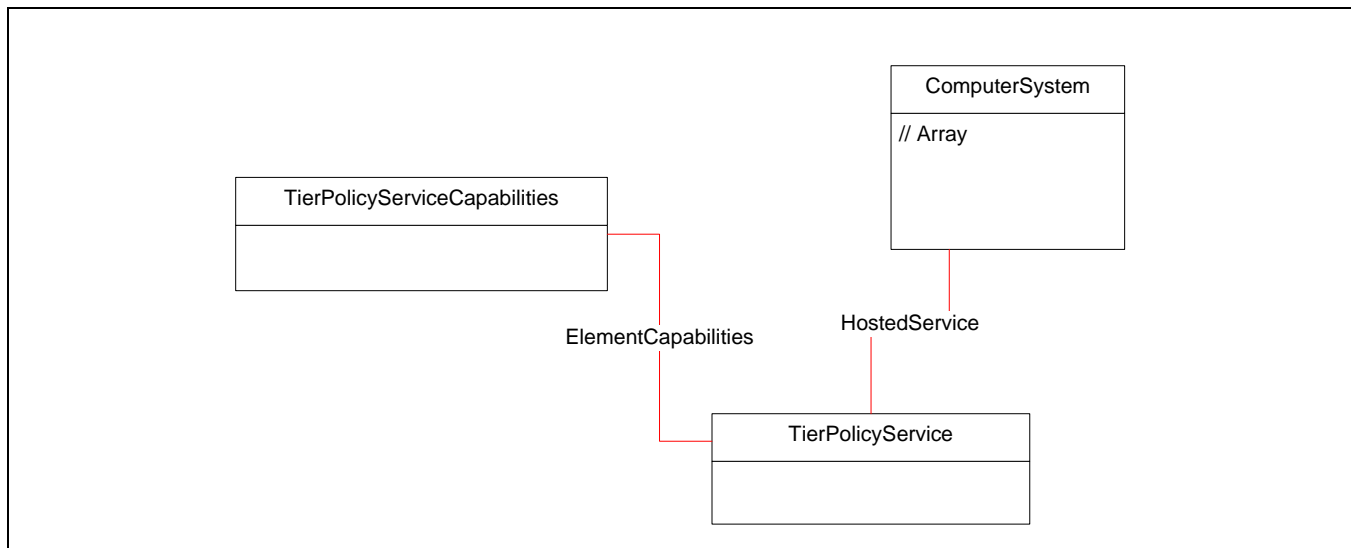 ComputerSystem
// Array
TierPolicyServiceCapabilities
HostedService
ElementCapabilities
TierPolicyService